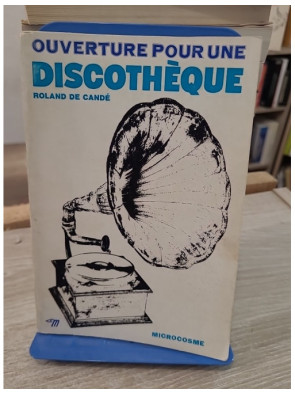 OUVERTURE POUR UNE
DISCOTHÈQUE
ROLAND DE CANDÉ
MICROCOSME